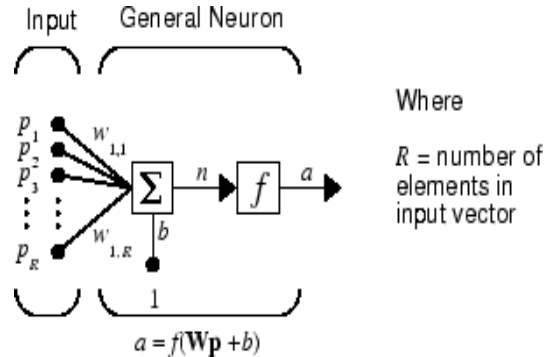 Input General Neuron
p1 w1,1
p2
p3 Σ n f a
pR w1,R b
1
a = f(Wp +b)
Where
R = number of
elements in
input vector